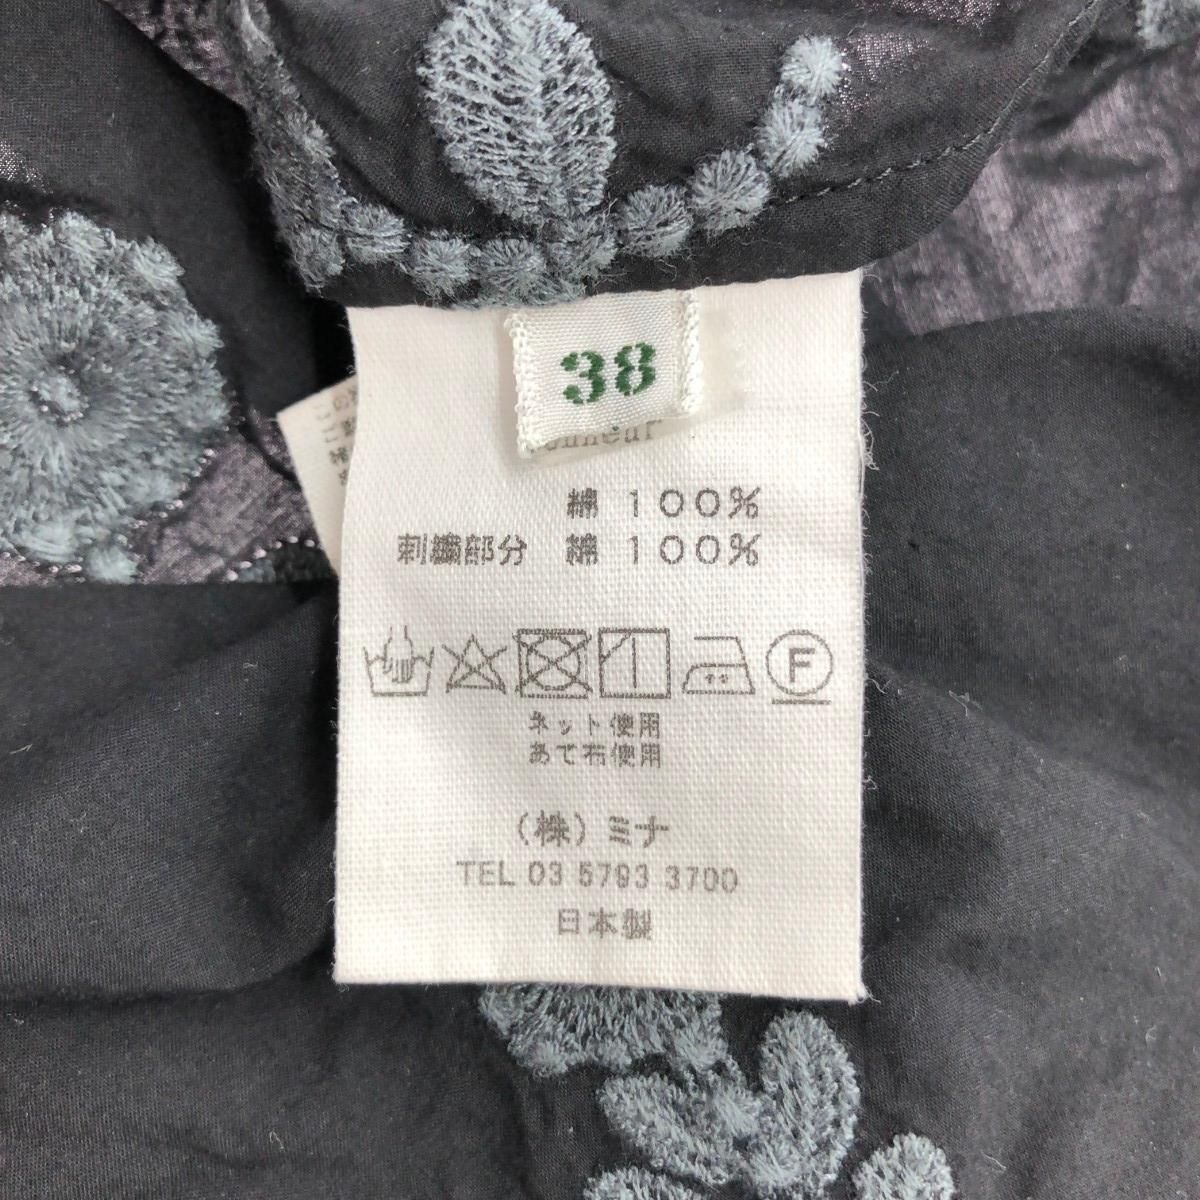 38
綿 100%
刺繍部分 綿 100%
F
ネット使用
あて布使用
(株)ミナ
TEL 03 5793 3700
日本製